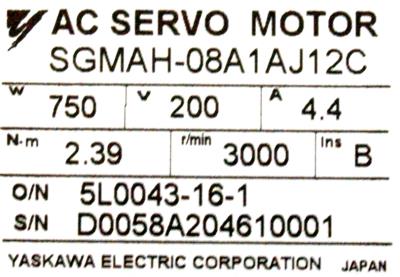 AC SERVO MOTOR
SGMAH-08A1AJ12C
W 750 V 200 A 4.4
N·m 2.39 r/min 3000 Ins B
O/N 5L0043-16-1
S/N D0058A204610001
YASKAWA ELECTRIC CORPORATION JAPAN